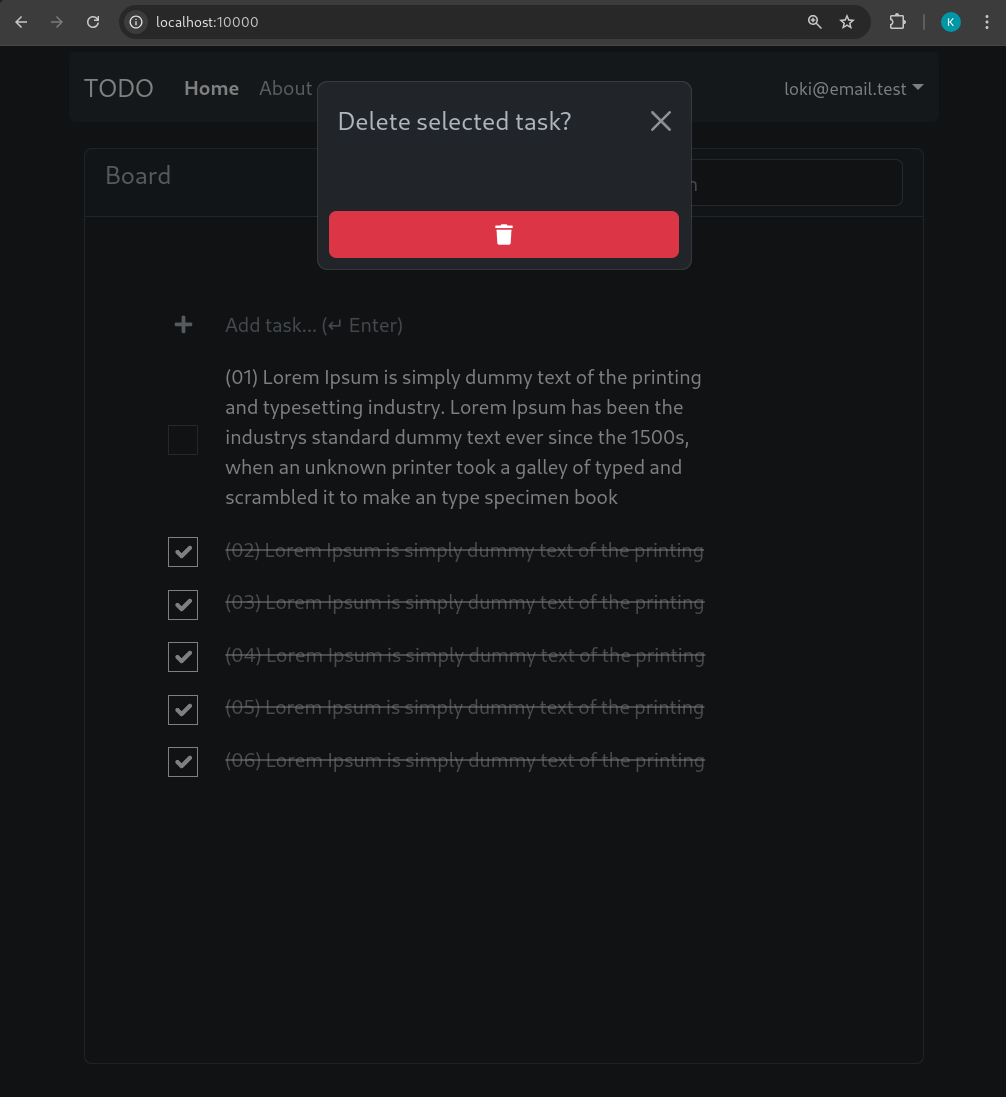 localhost:10000
K
TODO Home About loki@email.test
Delete selected task?
Board
Add task... (↵ Enter)
(01) Lorem Ipsum is simply dummy text of the printing
and typesetting industry. Lorem Ipsum has been the
industrys standard dummy text ever since the 1500s,
when an unknown printer took a galley of typed and
scrambled it to make an type specimen book
(02) Lorem Ipsum is simply dummy text of the printing
(03) Lorem Ipsum is simply dummy text of the printing
(04) Lorem Ipsum is simply dummy text of the printing
(05) Lorem Ipsum is simply dummy text of the printing
(06) Lorem Ipsum is simply dummy text of the printing